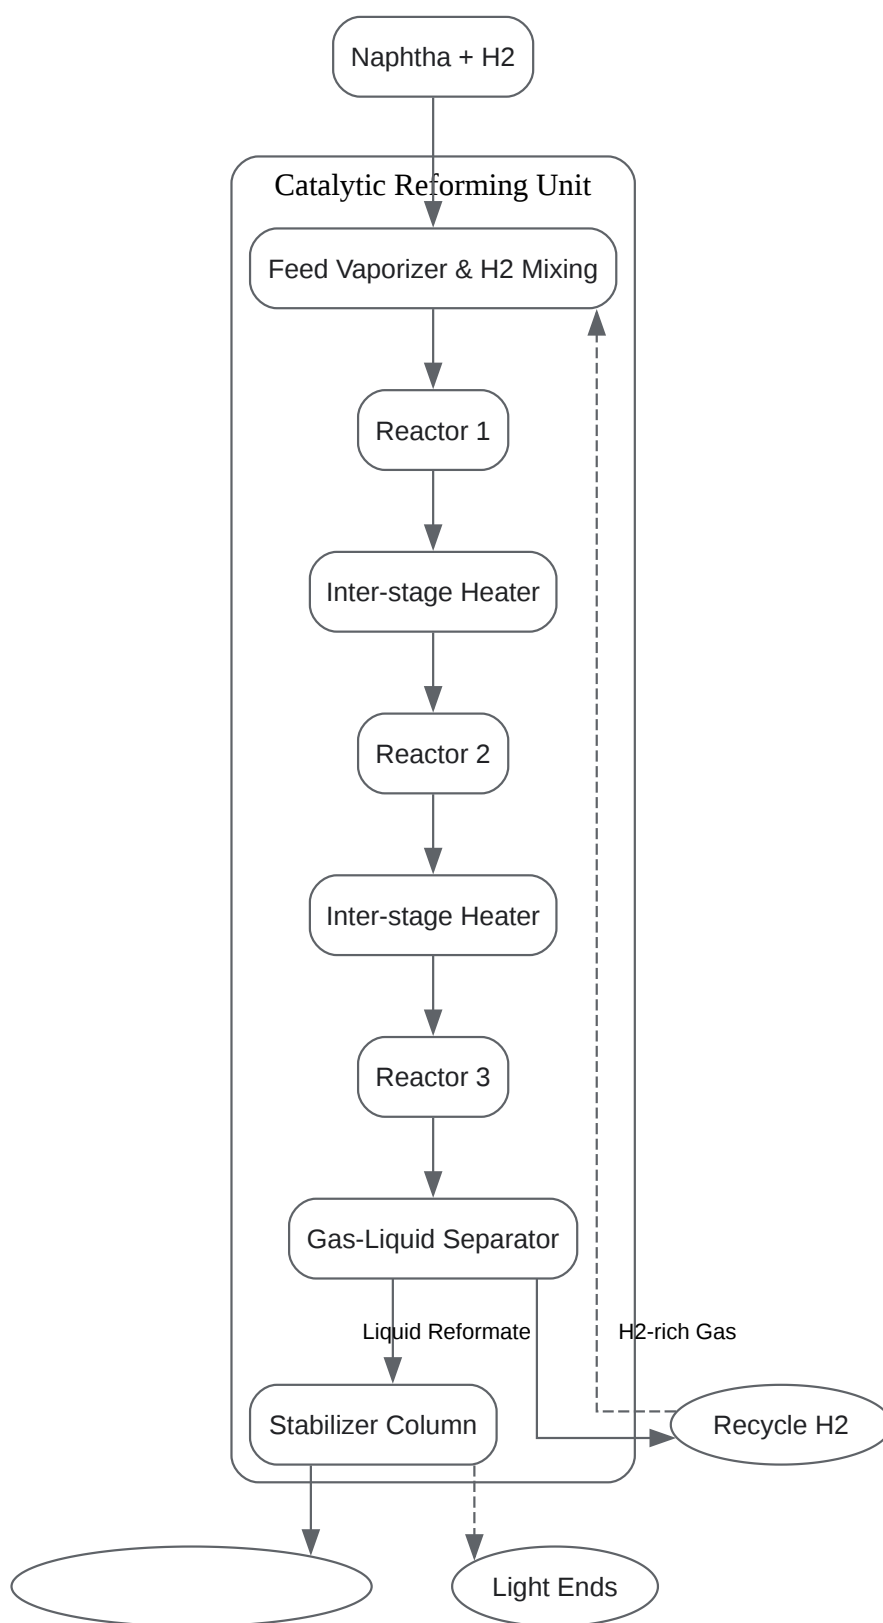 Naphtha + H2
Catalytic Reforming Unit
Feed Vaporizer & H2 Mixing
Reactor 1
Inter-stage Heater
Reactor 2
Inter-stage Heater
Reactor 3
Gas-Liquid Separator
Liquid Reformate
H2-rich Gas
Stabilizer Column
Recycle H2
Light Ends